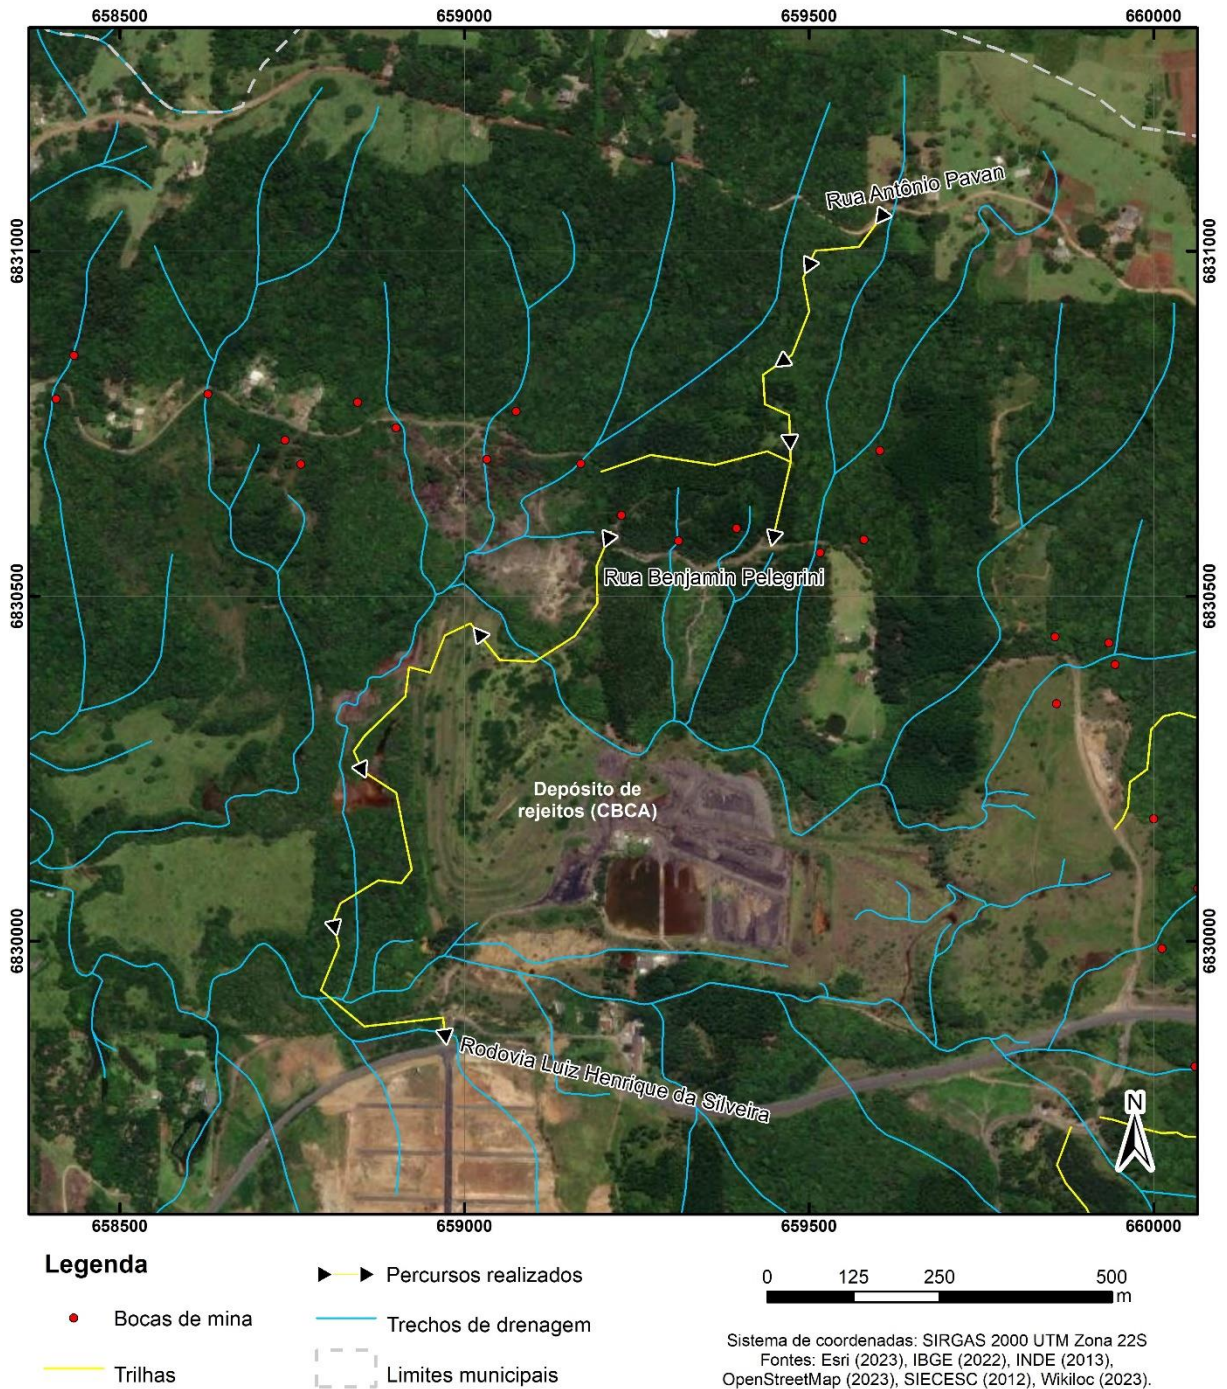 658500 659000 659500 660000
Rua Antônio Pavan
6831000 6831000
Rua Benjamin Pelegrini
6830500 6830500
Depósito de
rejeitos (CBCA)
6830000 6830000
Rodovia Luiz Henrique da Silveira
N
658500 659000 659500 660000
Legenda
Bocas de mina
Trilhas
Percursos realizados
Trechos de drenagem
Limites municipais
0 125 250 500
m
Sistema de coordenadas: SIRGAS 2000 UTM Zona 22S
Fontes: Esri (2023), IBGE (2022), INDE (2013),
OpenStreetMap (2023), SIECESC (2012), Wikiloc (2023).